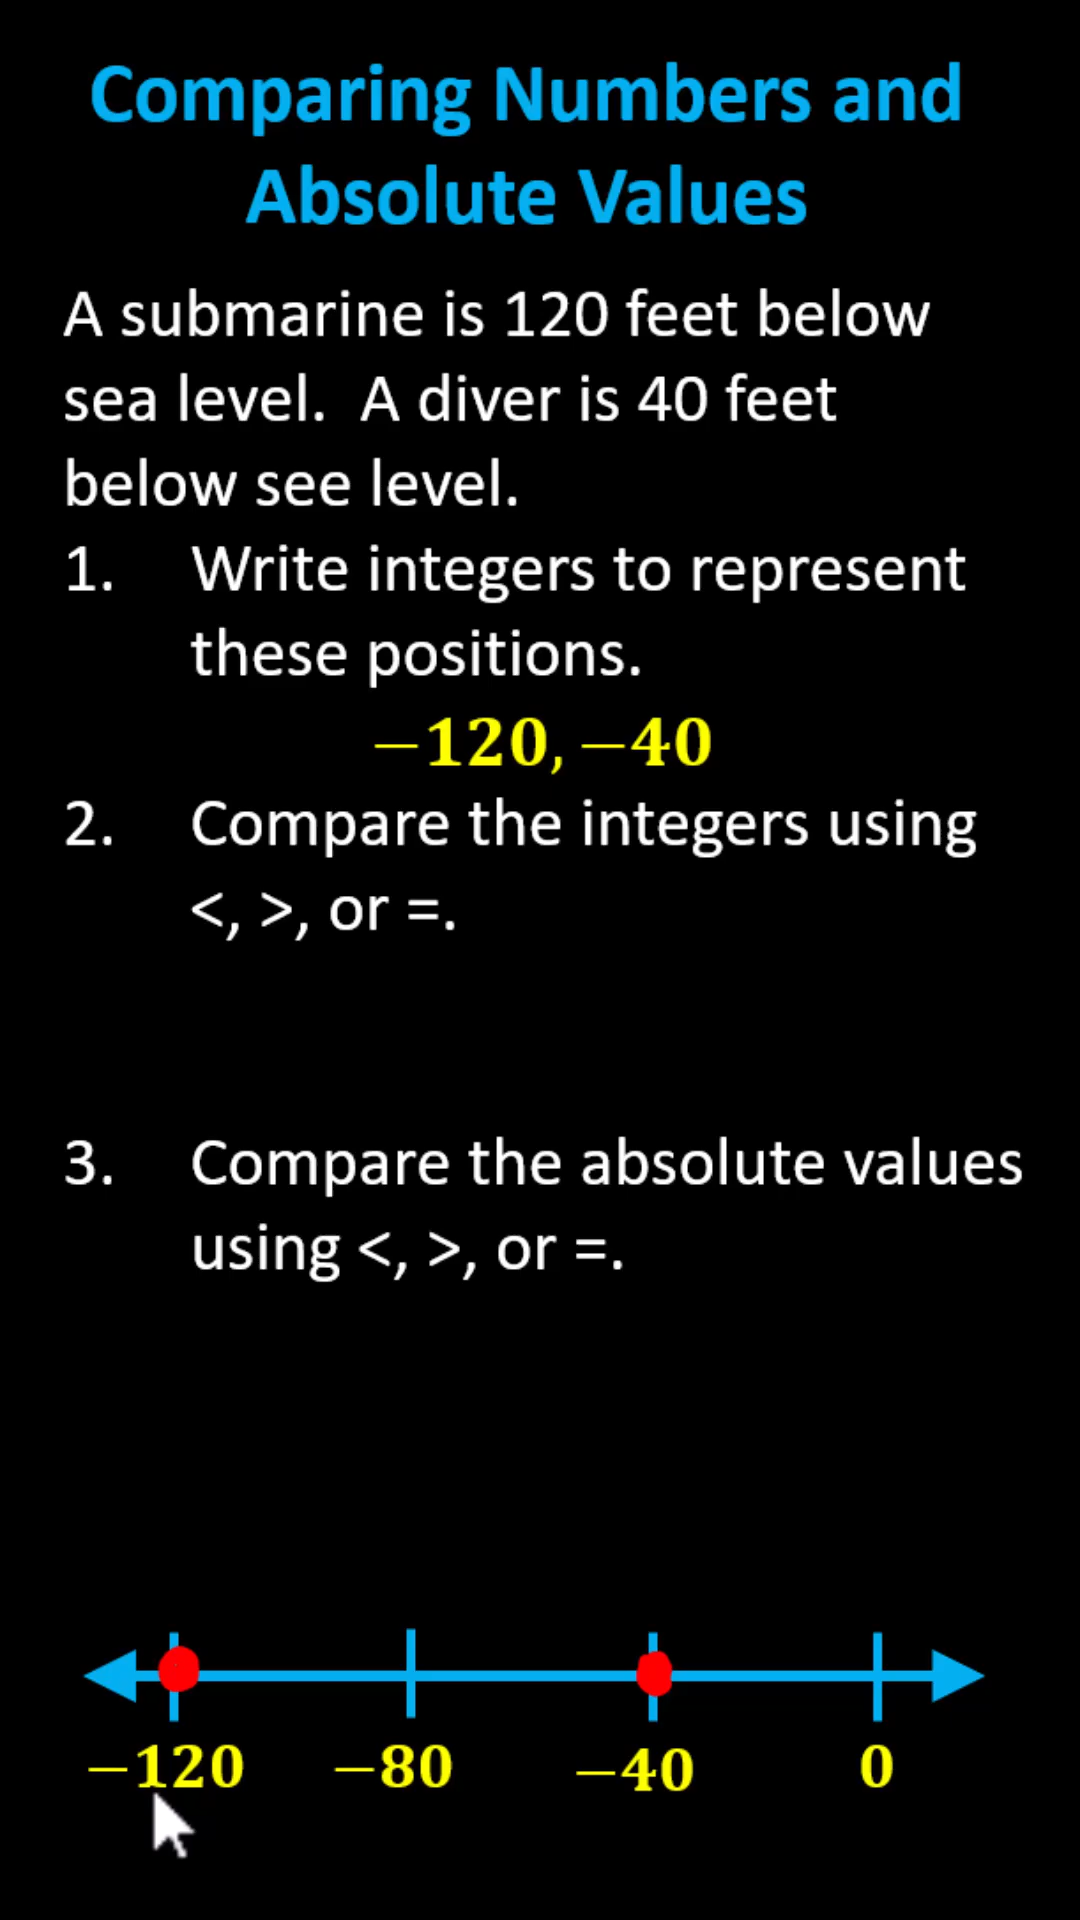 Comparing Numbers and
Absolute Values
A submarine is 120 feet below
sea level.  A diver is 40 feet
below see level.
1. Write integers to represent
these positions.
−120, −40
2. Compare the integers using
<, >, or =.
3. Compare the absolute values
using <, >, or =.
−120 −80 −40 0